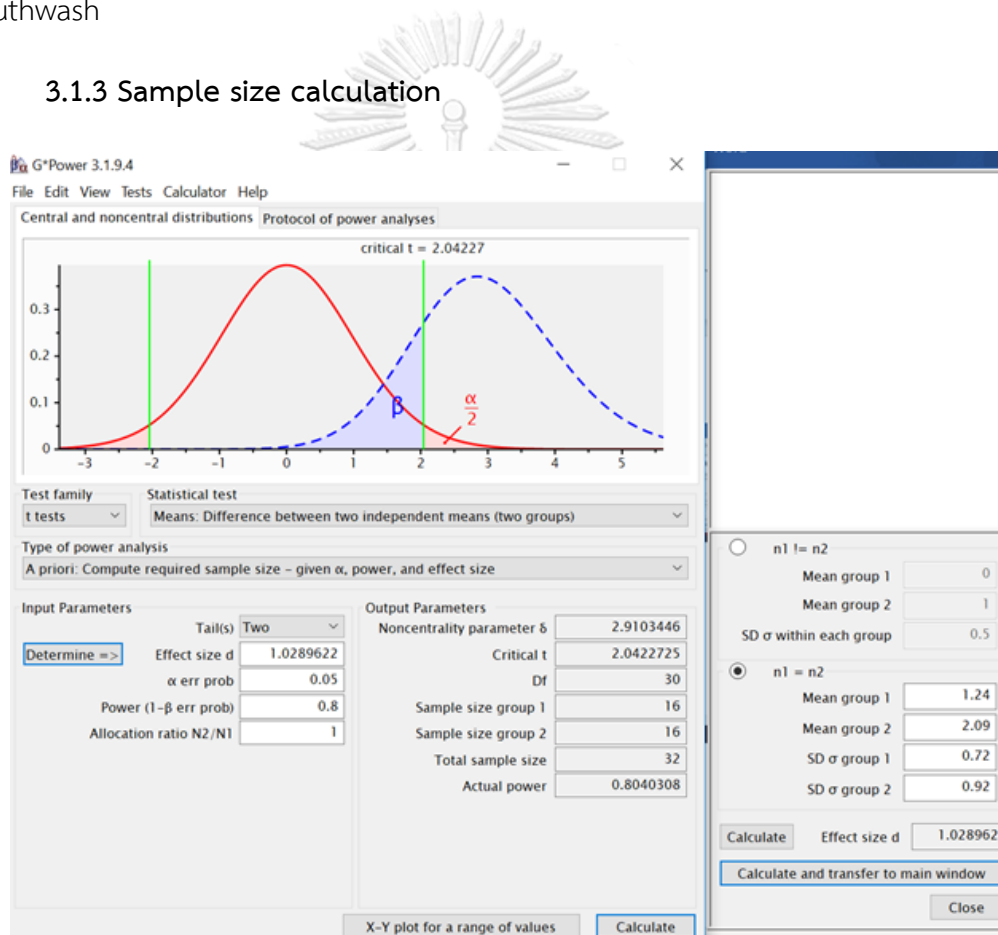 uthwash
3.1.3 Sample size calculation
G*Power 3.1.9.4
File Edit View Tests Calculator Help
Central and noncentral distributions Protocol of power analyses
critical t = 2.04227
0.3
0.2
0.1
0
β
α
2
-3 -2 -1 0 1 2 3 4 5
Test family Statistical test
t tests Means: Difference between two independent means (two groups)
Type of power analysis
A priori: Compute required sample size – given α, power, and effect size
Input Parameters Output Parameters
Tail(s) Two Noncentrality parameter δ 2.9103446
Determine => Effect size d 1.0289622 Critical t 2.0422725
α err prob 0.05 Df 30
Power (1-β err prob) 0.8 Sample size group 1 16
Allocation ratio N2/N1 1 Sample size group 2 16
Total sample size 32
Actual power 0.8040308
X-Y plot for a range of values Calculate
n1 != n2
Mean group 1 0
Mean group 2 1
SD σ within each group 0.5
n1 = n2
Mean group 1 1.24
Mean group 2 2.09
SD σ group 1 0.72
SD σ group 2 0.92
Calculate Effect size d 1.028962
Calculate and transfer to main window
Close